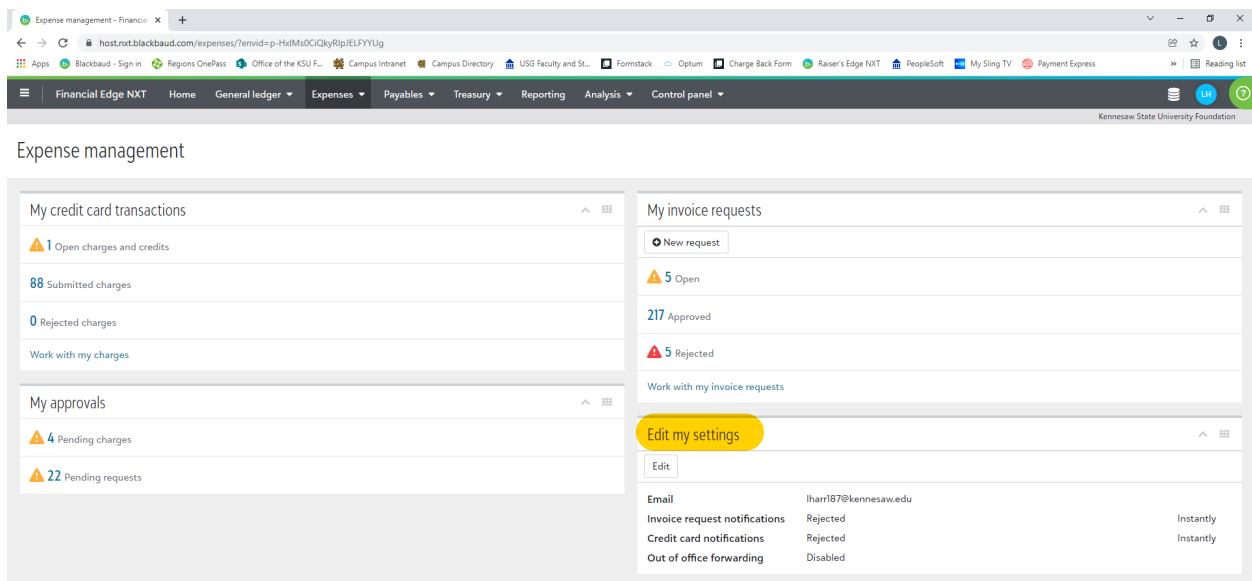 Expense management - Financia
host.nxt.blackbaud.com/expenses/?envid=p-HxIMs0CiQkyRIpJELFYYUg
Apps Blackbaud - Sign in Regions OnePass Office of the KSU F... Campus Intranet Campus Directory USG Faculty and St... Formstack Optum Charge Back Form Raiser's Edge NXT PeopleSoft My Sling TV Payment Express » Reading list
Financial Edge NXT Home General ledger Expenses Payables Treasury Reporting Analysis Control panel LH
Kennesaw State University Foundation
Expense management
My credit card transactions
1 Open charges and credits
88 Submitted charges
0 Rejected charges
Work with my charges
My approvals
4 Pending charges
22 Pending requests
My invoice requests
New request
5 Open
217 Approved
5 Rejected
Work with my invoice requests
Edit my settings
Edit
Email lharr187@kennesaw.edu
Invoice request notifications Rejected Instantly
Credit card notifications Rejected Instantly
Out of office forwarding Disabled